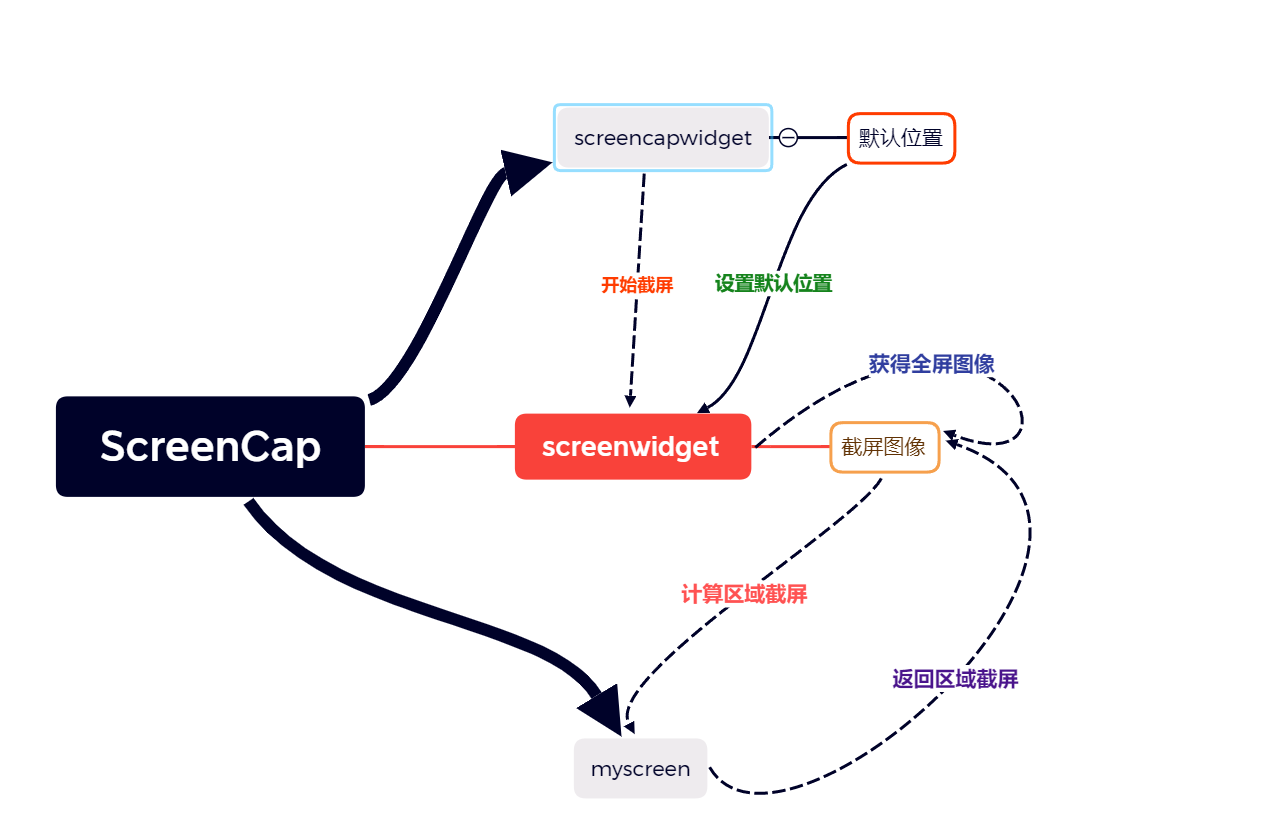 screencapwidget
默认位置
开始截屏
设置默认位置
获得全屏图像
ScreenCap
screenwidget
截屏图像
计算区域截屏
返回区域截屏
myscreen